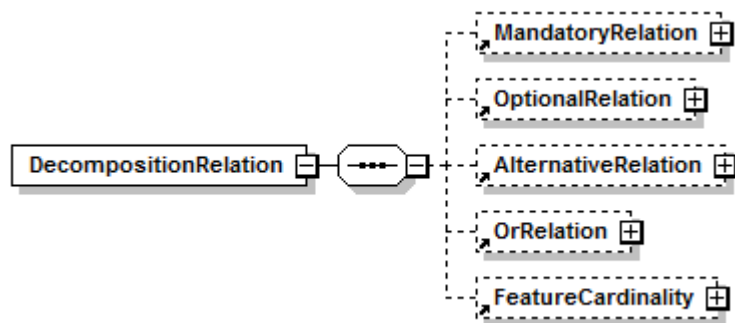 MandatoryRelation
OptionalRelation
DecompositionRelation
AlternativeRelation
OrRelation
FeatureCardinality